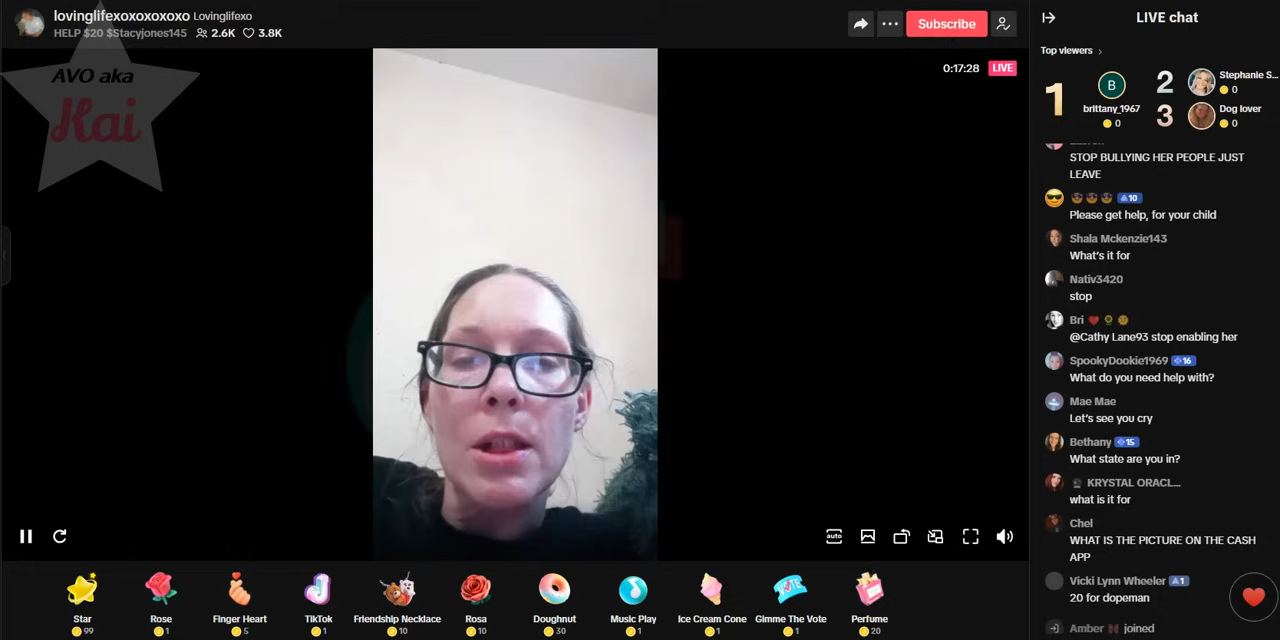 lovinglifexoxoxoxoxo Lovinglifexo
HELP $20 $Stacyjones145 2.6K 3.8K
Subscribe
AVO aka
Kai
0:17:28 LIVE
auto
Star
99
Rose
1
Finger Heart
5
TikTok
1
Friendship Necklace
10
Rosa
10
Doughnut
30
Music Play
1
Ice Cream Cone
1
Gimme The Vote
1
Perfume
20
LIVE chat
Top viewers
1
B
brittany_1967
0
2
Stephanie S...
0
3
Dog lover
0
STOP BULLYING HER PEOPLE JUST
LEAVE
10
Please get help, for your child
Shala Mckenzie143
What's it for
Nativ3420
stop
Bri
@Cathy Lane93 stop enabling her
SpookyDookie1969 16
What do you need help with?
Mae Mae
Let's see you cry
Bethany 15
What state are you in?
KRYSTAL ORACL...
what is it for
Chel
WHAT IS THE PICTURE ON THE CASH
APP
Vicki Lynn Wheeler 1
20 for dopeman
Amber joined